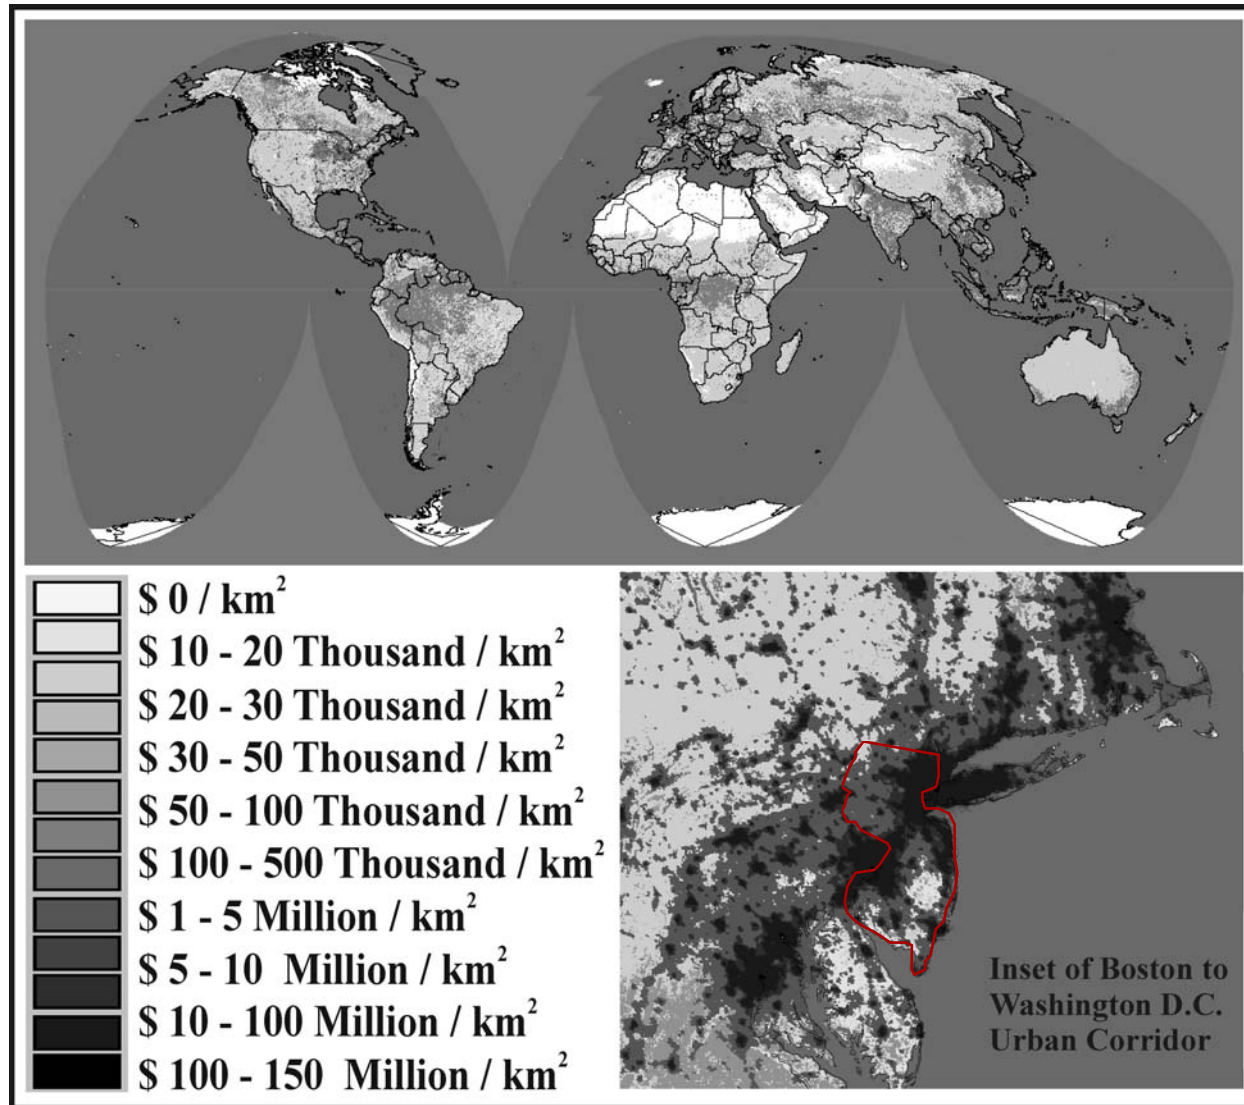 $ 0 / km²
$ 10 - 20 Thousand / km²
$ 20 - 30 Thousand / km²
$ 30 - 50 Thousand / km²
$ 50 - 100 Thousand / km²
$ 100 - 500 Thousand / km²
$ 1 - 5 Million / km²
$ 5 - 10 Million / km²
$ 10 - 100 Million / km²
$ 100 - 150 Million / km²
Inset of Boston to
Washington D.C.
Urban Corridor